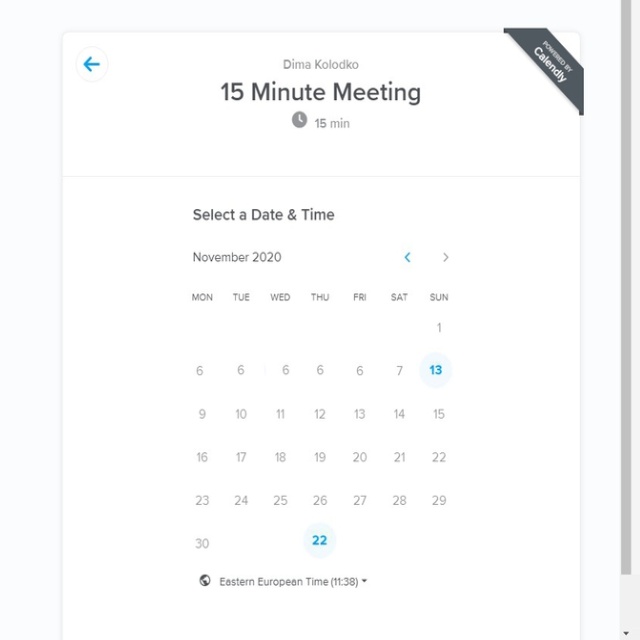 POWERED BY
Calendly
Dima Kolodko
15 Minute Meeting
15 min
Select a Date & Time
November 2020
MON TUE WED THU FRI SAT SUN
1
6 6 6 6 6 7 13
9 10 11 12 13 14 15
16 17 18 19 20 21 22
23 24 25 26 27 28 29
30 22
Eastern European Time (11:38)